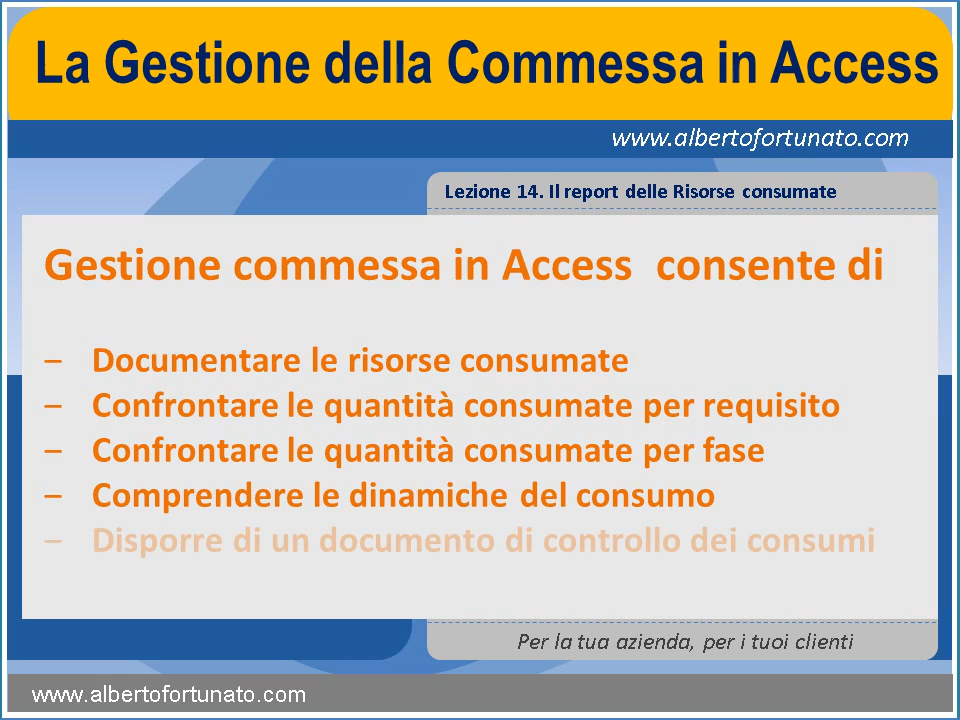 La Gestione della Commessa in Access
www.albertofortunato.com
Lezione 14. Il report delle Risorse consumate
Gestione commessa in Access consente di
– Documentare le risorse consumate
– Confrontare le quantità consumate per requisito
– Confrontare le quantità consumate per fase
– Comprendere le dinamiche del consumo
– Disporre di un documento di controllo dei consumi
Per la tua azienda, per i tuoi clienti
www.albertofortunato.com